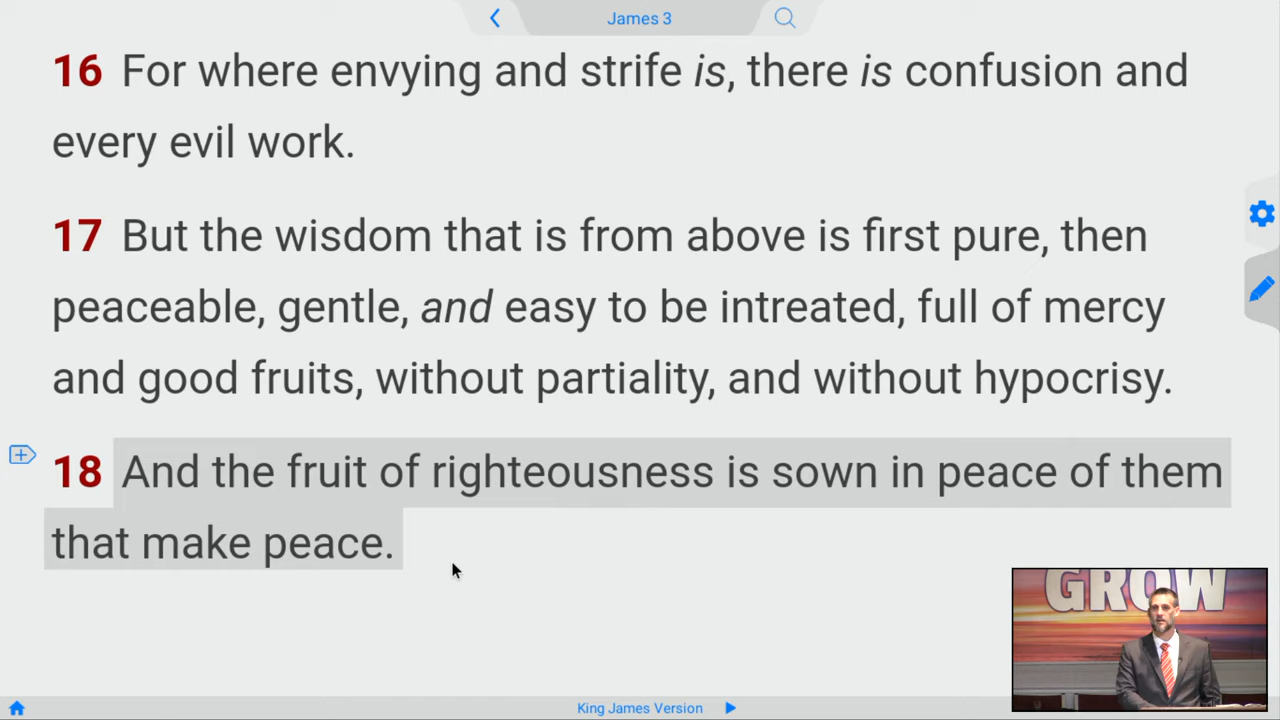 James 3
16 For where envying and strife is, there is confusion and
every evil work.
17 But the wisdom that is from above is first pure, then
peaceable, gentle, and easy to be intreated, full of mercy
and good fruits, without partiality, and without hypocrisy.
18 And the fruit of righteousness is sown in peace of them
that make peace.
GROW
King James Version